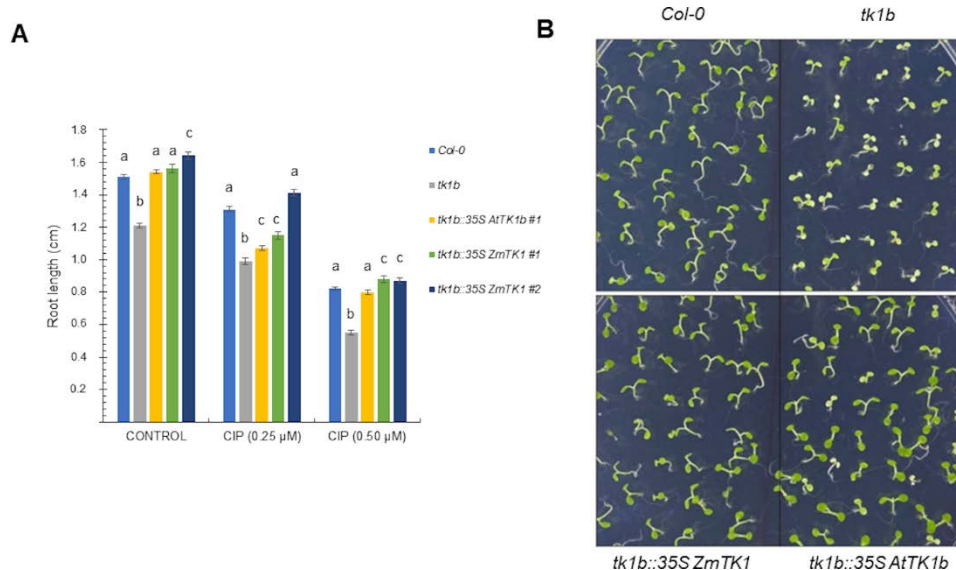 A
1.8
1.6
1.4
1.2
1.0
0.8
0.6
0.4
0.2
Root length (cm)
a
b
a
a
c
a
b
c
c
a
a
b
a
c
c
CONTROL
CIP (0.25 µM)
CIP (0.50 µM)
Col-0
tk1b
tk1b::35S AtTK1b #1
tk1b::35S ZmTK1 #1
tk1b::35S ZmTK1 #2
B
Col-0
tk1b
tk1b::35S ZmTK1
tk1b::35S AtTK1b